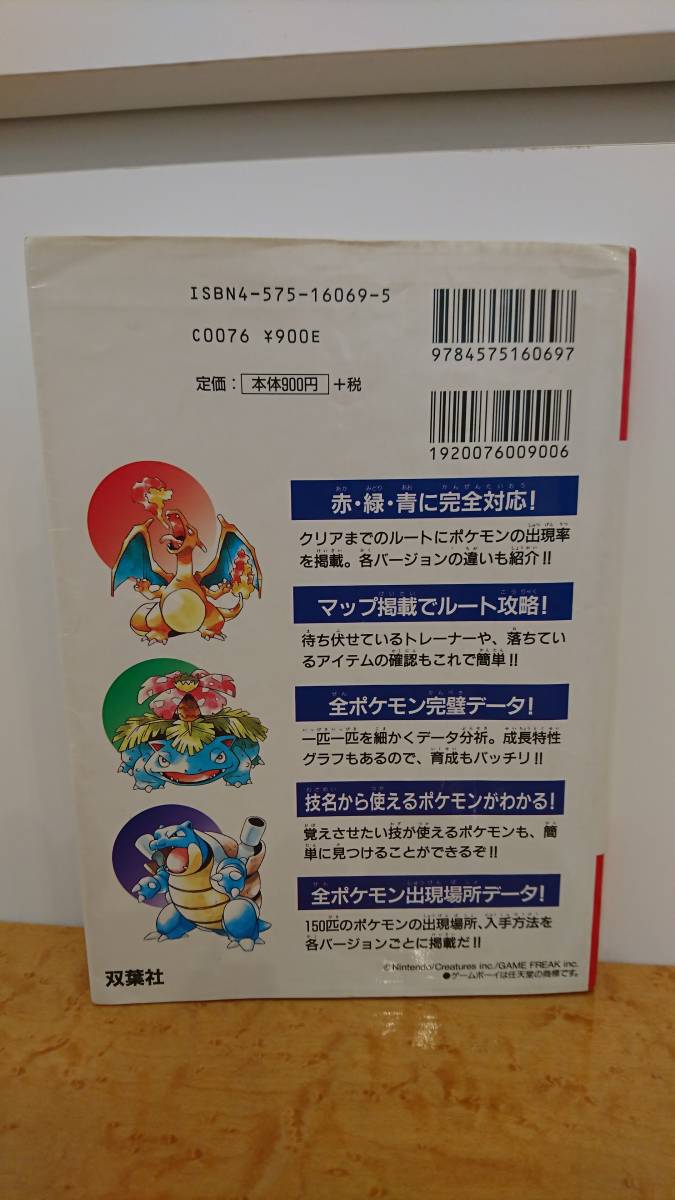 ISBN4-575-16069-5
C0076 ¥900E
定価：本体900円+税
9784575160697
1920076009006
赤・緑・青に完全対応!
クリアまでのルートにポケモンの出現率
を掲載。各バージョンの違いも紹介!!
マップ掲載でルート攻略!
待ち伏せているトレーナーや、落ちてい
るアイテムの確認もこれで簡単!!
全ポケモン完璧データ!
一匹一匹を細かくデータ分析。成長特性
グラフもあるので、育成もバッチリ!!
技名から使えるポケモンがわかる!
覚えさせたい技が使えるポケモンも、簡
単に見つけることができるぞ!!
全ポケモン出現場所データ!
150匹のポケモンの出現場所、入手方法を
各バージョンごとに掲載だ!!
双葉社
©Nintendo/Creatures inc./GAME FREAK inc.
●ゲームボーイは任天堂の商標です。